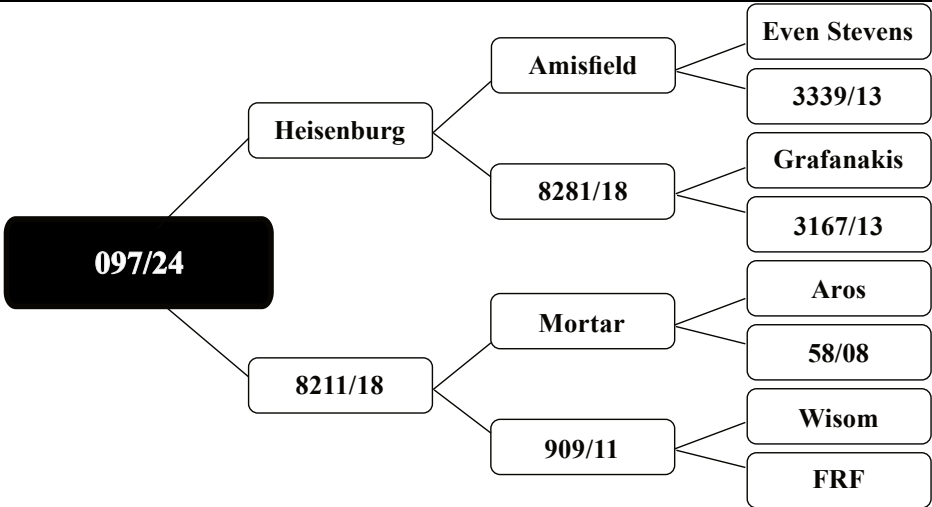 Even Stevens
Amisfield
3339/13
Heisenburg
Grafanakis
8281/18
3167/13
097/24
Aros
Mortar
58/08
8211/18
Wisom
909/11
FRF